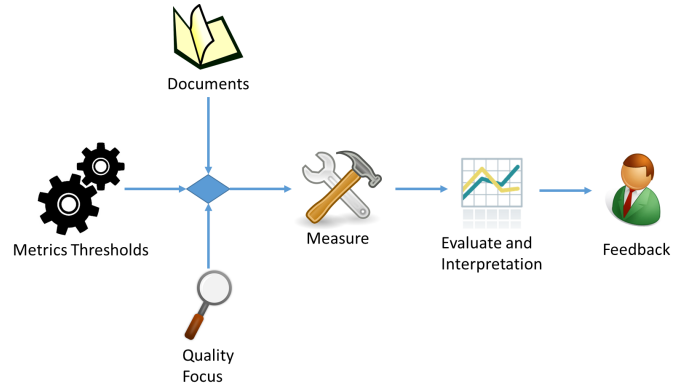 Documents
Metrics Thresholds
Measure
Evaluate and
Interpretation
Feedback
Quality
Focus